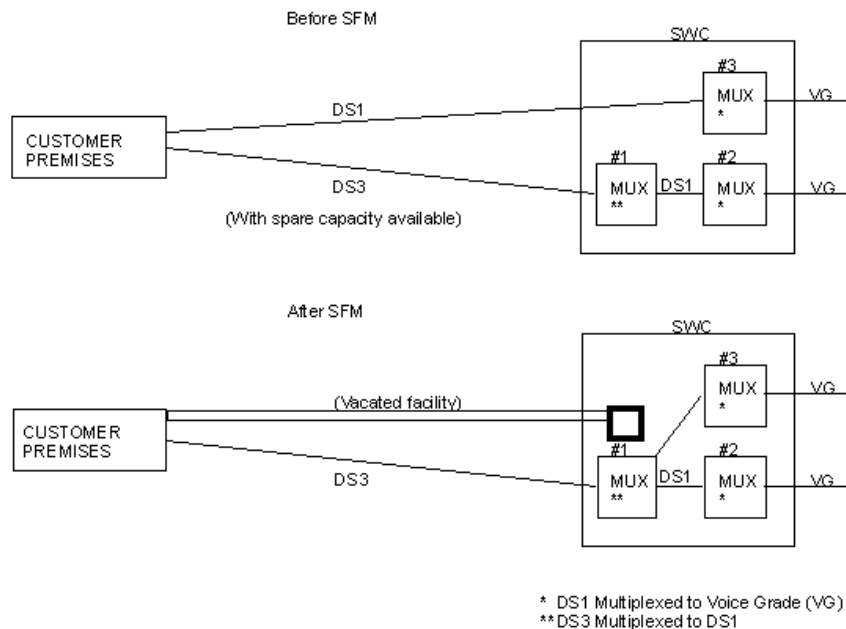 Before SFM
SWC
#3
MUX
*
VG
DS1
CUSTOMER
PREMISES
#1
MUX
**
DS1
#2
MUX
*
VG
DS3
(With spare capacity available)
After SFM
SWC
#3
MUX
*
VG
(Vacated facility)
CUSTOMER
PREMISES
#1
MUX
**
DS1
#2
MUX
*
VG
DS3
* DS1 Multiplexed to Voice Grade (VG)
**DS3 Multiplexed to DS1